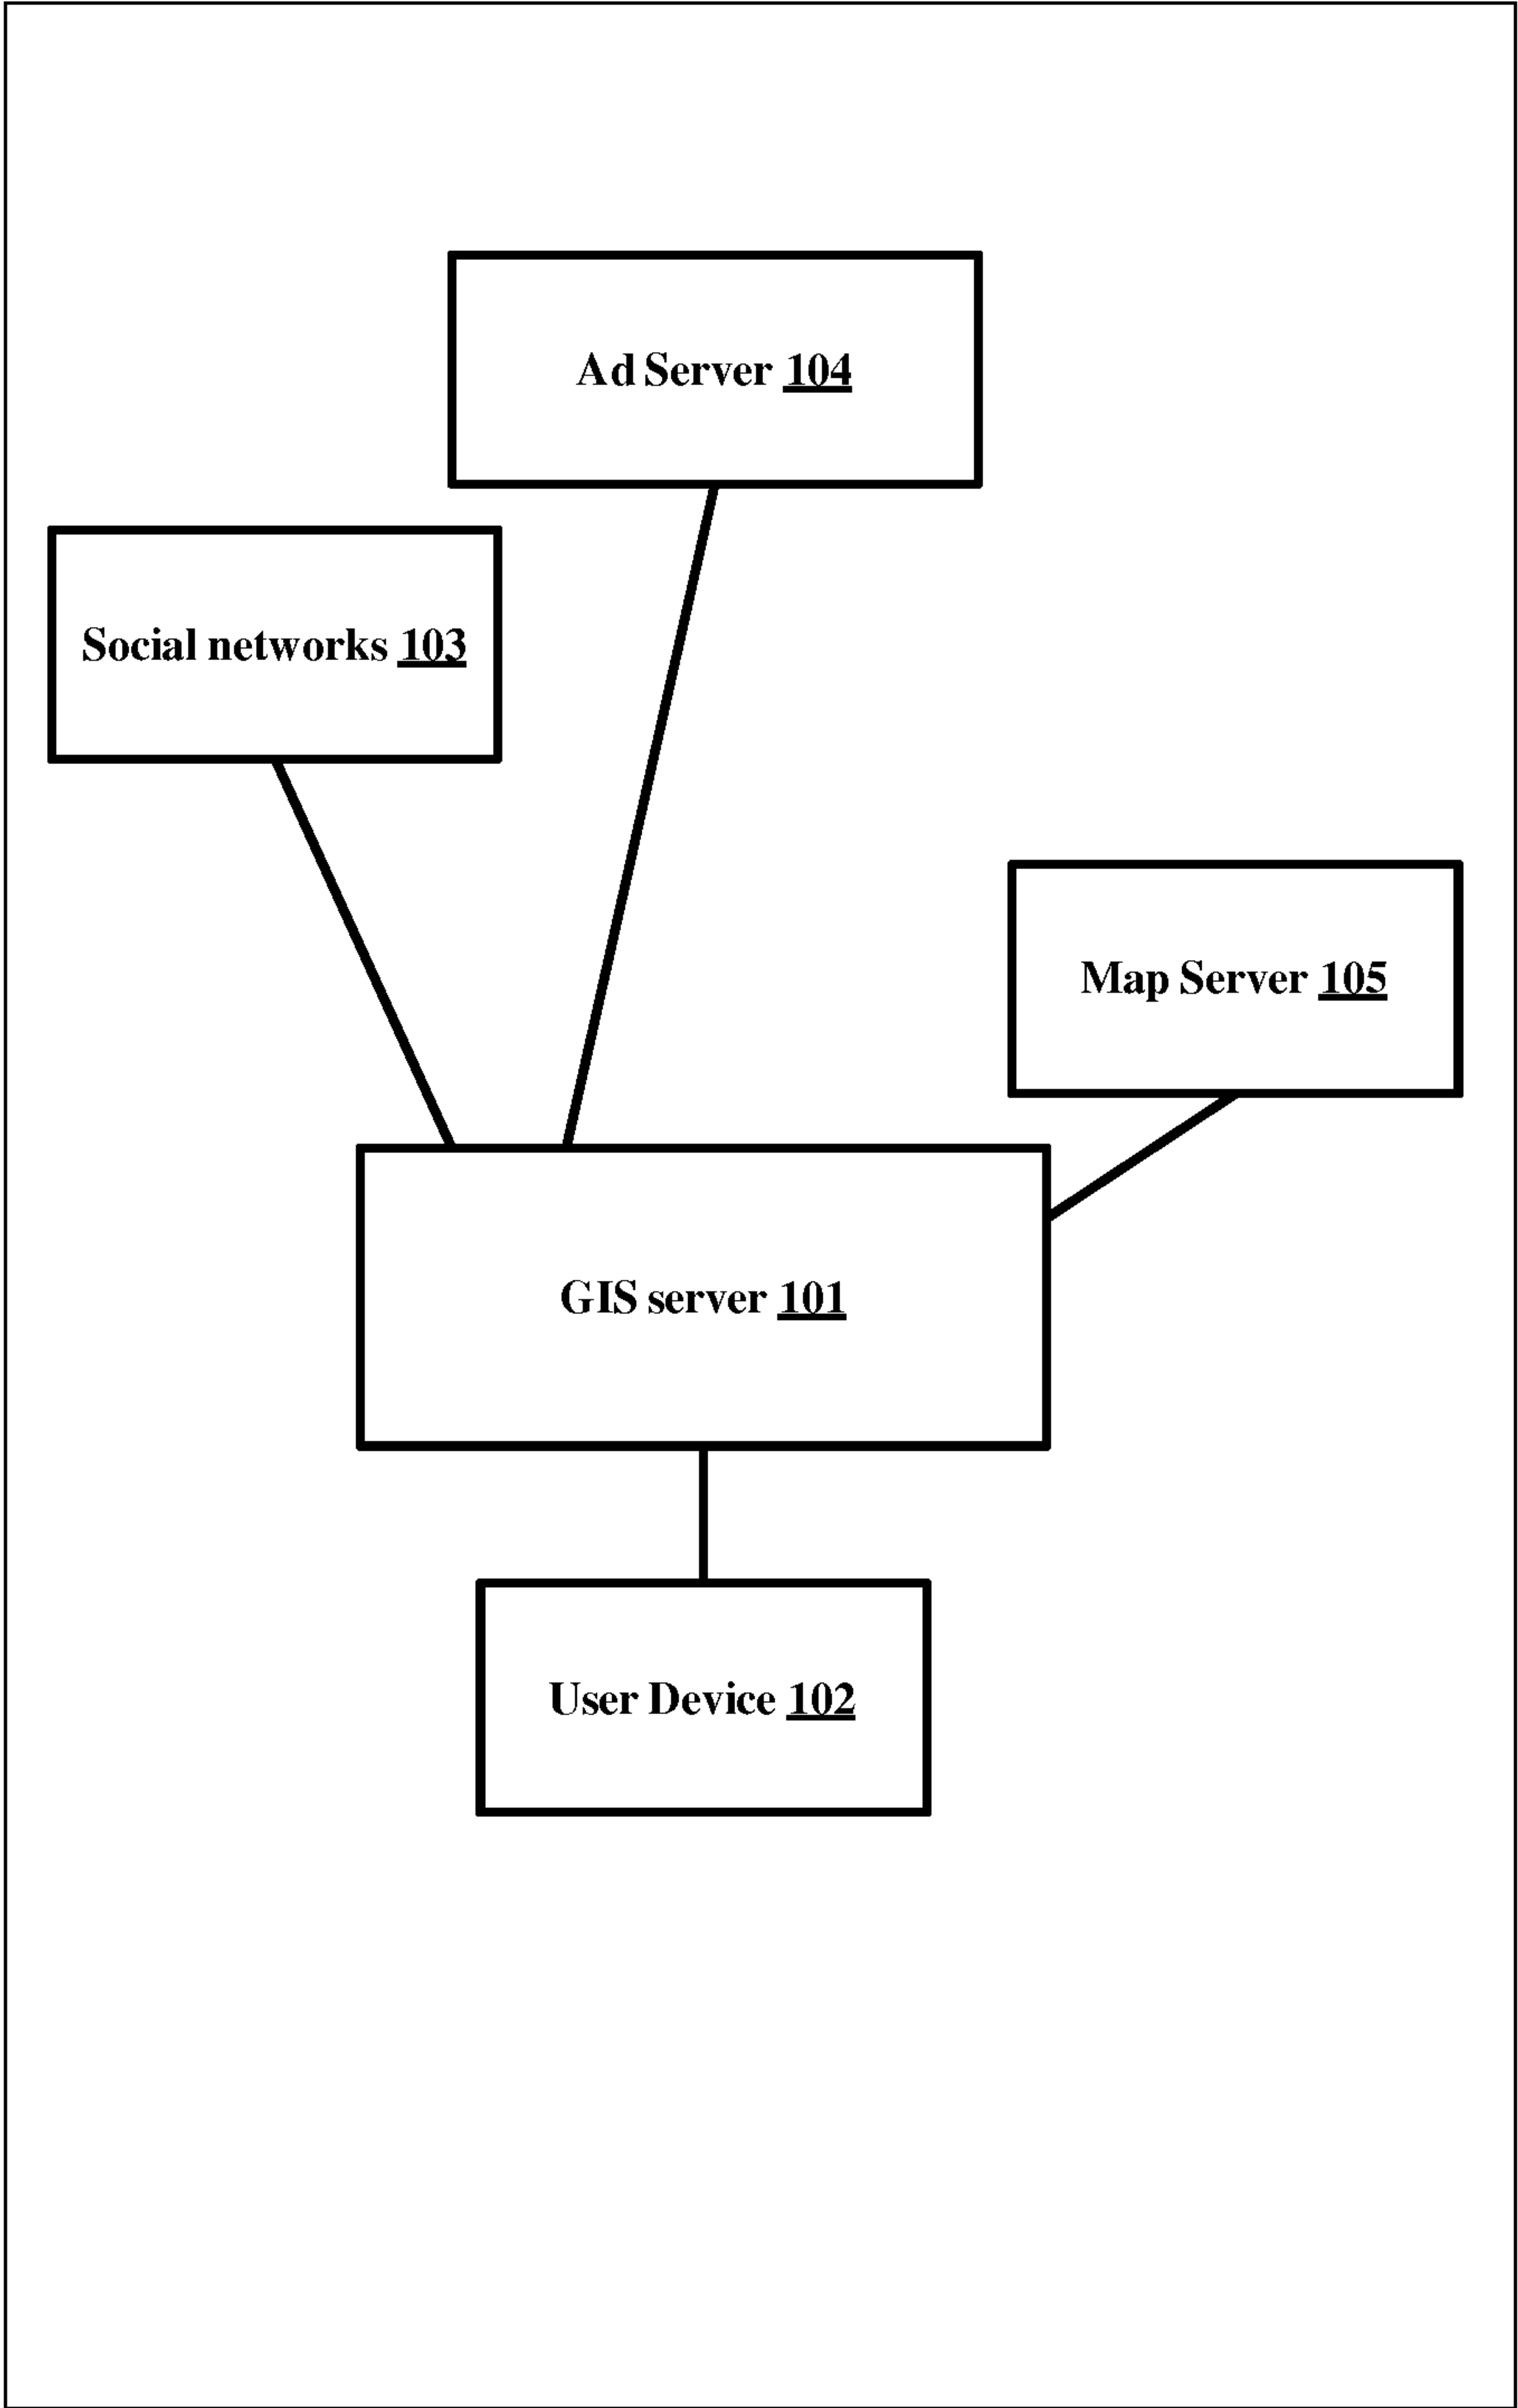 Ad Server 104
Social networks 103
Map Server 105
GIS server 101
User Device 102